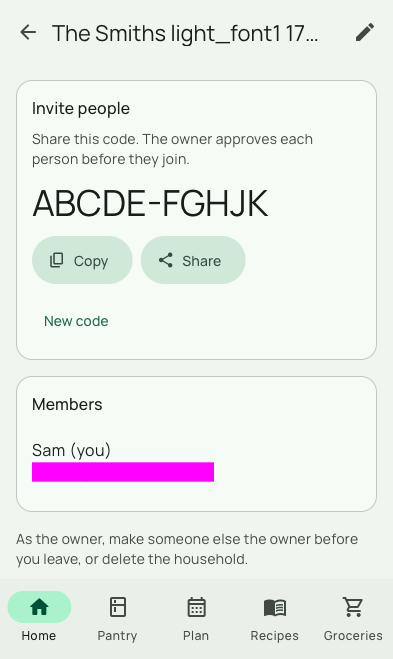 The Smiths light_font1 17...
Invite people
Share this code. The owner approves each
person before they join.
ABCDE-FGHJK
Copy
Share
New code
Members
Sam (you)
As the owner, make someone else the owner before
you leave, or delete the household.
Home
Pantry
Plan
Recipes
Groceries